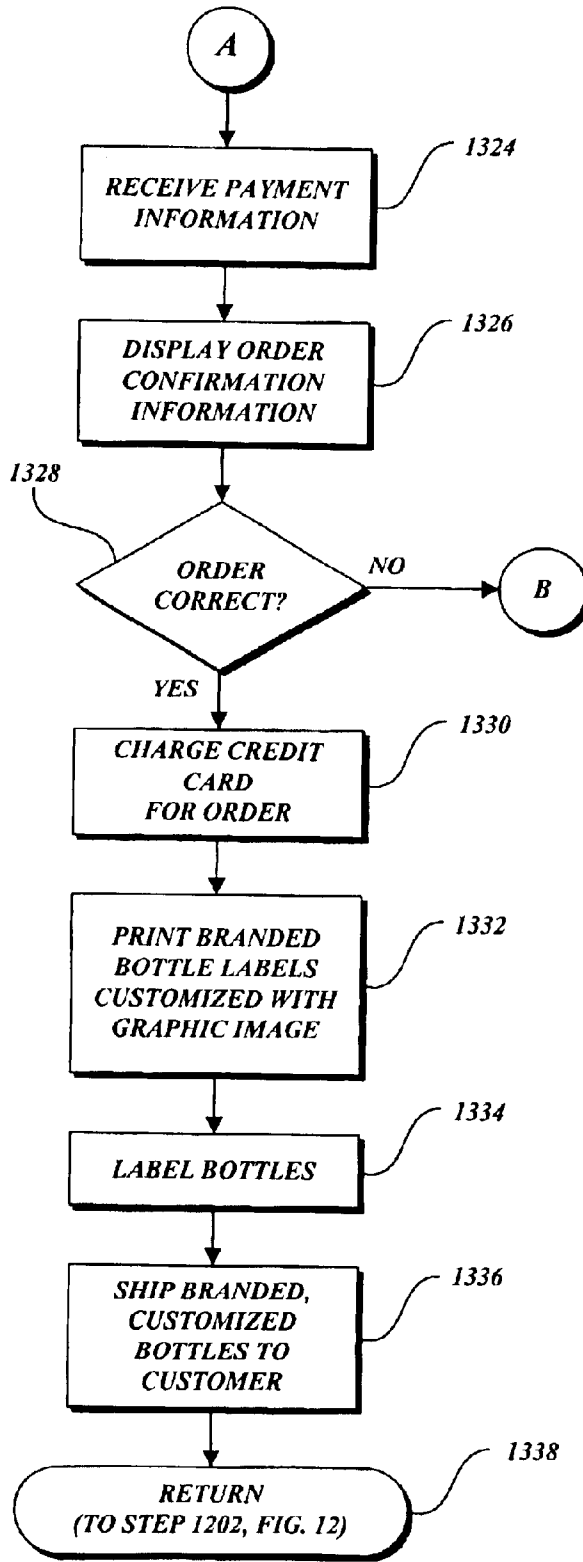 A
1324
RECEIVE PAYMENT
INFORMATION
1326
DISPLAY ORDER
CONFIRMATION
INFORMATION
1328
ORDER
CORRECT?
NO
B
YES
1330
CHARGE CREDIT
CARD
FOR ORDER
1332
PRINT BRANDED
BOTTLE LABELS
CUSTOMIZED WITH
GRAPHIC IMAGE
1334
LABEL BOTTLES
1336
SHIP BRANDED,
CUSTOMIZED
BOTTLES TO
CUSTOMER
1338
RETURN
(TO STEP 1202, FIG. 12)